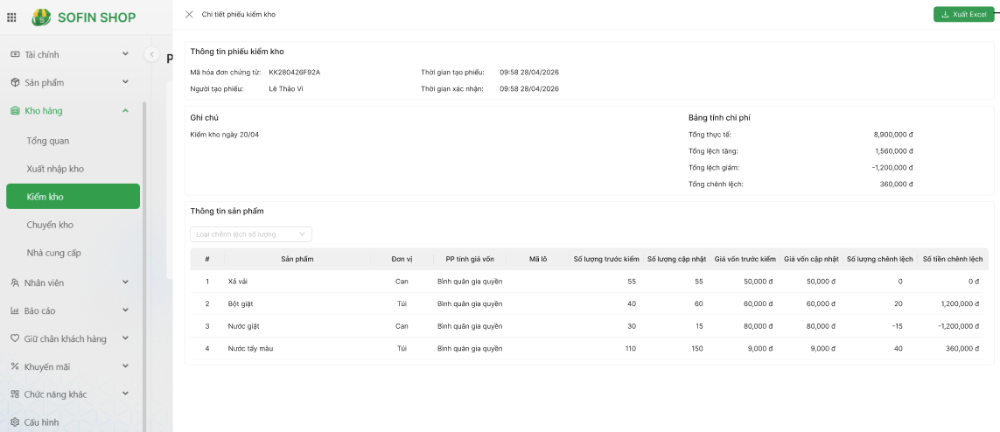 SOFIN SHOP
Tài chính
Sản phẩm
Kho hàng
Tổng quan
Xuất nhập kho
Kiểm kho
Chuyển kho
Nhà cung cấp
Nhân viên
Báo cáo
Giữ chân khách hàng
Khuyến mãi
Chức năng khác
Cấu hình
P
Chi tiết phiếu kiểm kho
Xuất Excel
Thông tin phiếu kiểm kho
Mã hóa đơn chứng từ: KK280426F92A Thời gian tạo phiếu: 09:58 28/04/2026
Người tạo phiếu: Lê Thảo Vi Thời gian xác nhận: 09:58 28/04/2026
Ghi chú
Kiểm kho ngày 20/04
Bảng tính chi phí
Tổng thực tế: 8,900,000 đ
Tổng lệch tăng: 1,560,000 đ
Tổng lệch giảm: -1,200,000 đ
Tổng chênh lệch: 360,000 đ
Thông tin sản phẩm
Loại chênh lệch số lượng
# Sản phẩm Đơn vị PP tính giá vốn Mã lô Số lượng trước kiểm Số lượng cập nhật Giá vốn trước kiểm Giá vốn cập nhật Số lượng chênh lệch Số tiền chênh lệch
1 Xả vải Can Bình quân gia quyền 55 55 50,000 đ 50,000 đ 0 0 đ
2 Bột giặt Túi Bình quân gia quyền 40 60 60,000 đ 60,000 đ 20 1,200,000 đ
3 Nước giặt Can Bình quân gia quyền 30 15 80,000 đ 80,000 đ -15 -1,200,000 đ
4 Nước tẩy màu Túi Bình quân gia quyền 110 150 9,000 đ 9,000 đ 40 360,000 đ